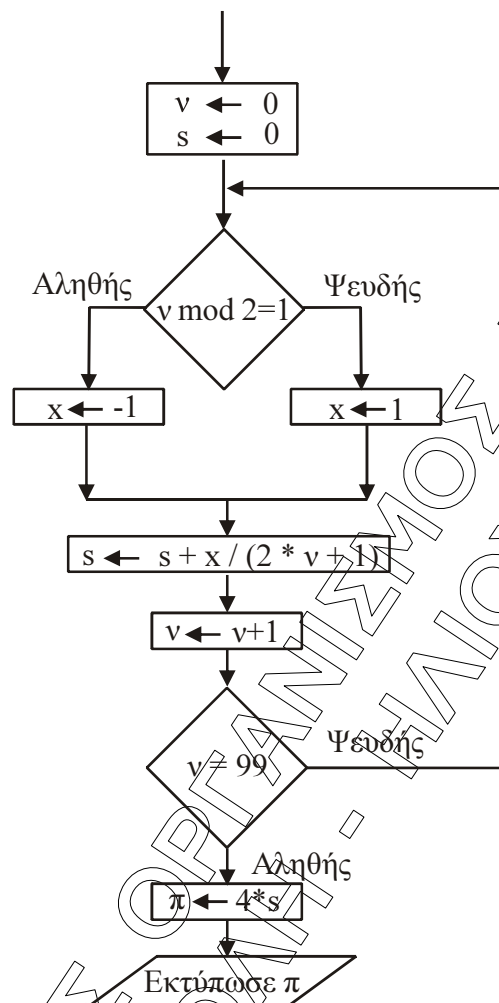 ν ← 0
s ← 0
Αληθής
Ψευδής
ν mod 2=1
x ← -1
x ← 1
s ← s + x / (2 * ν + 1)
ν ← ν+1
ν = 99
Ψευδής
Αληθής
π ← 4*s
Εκτύπωσε π